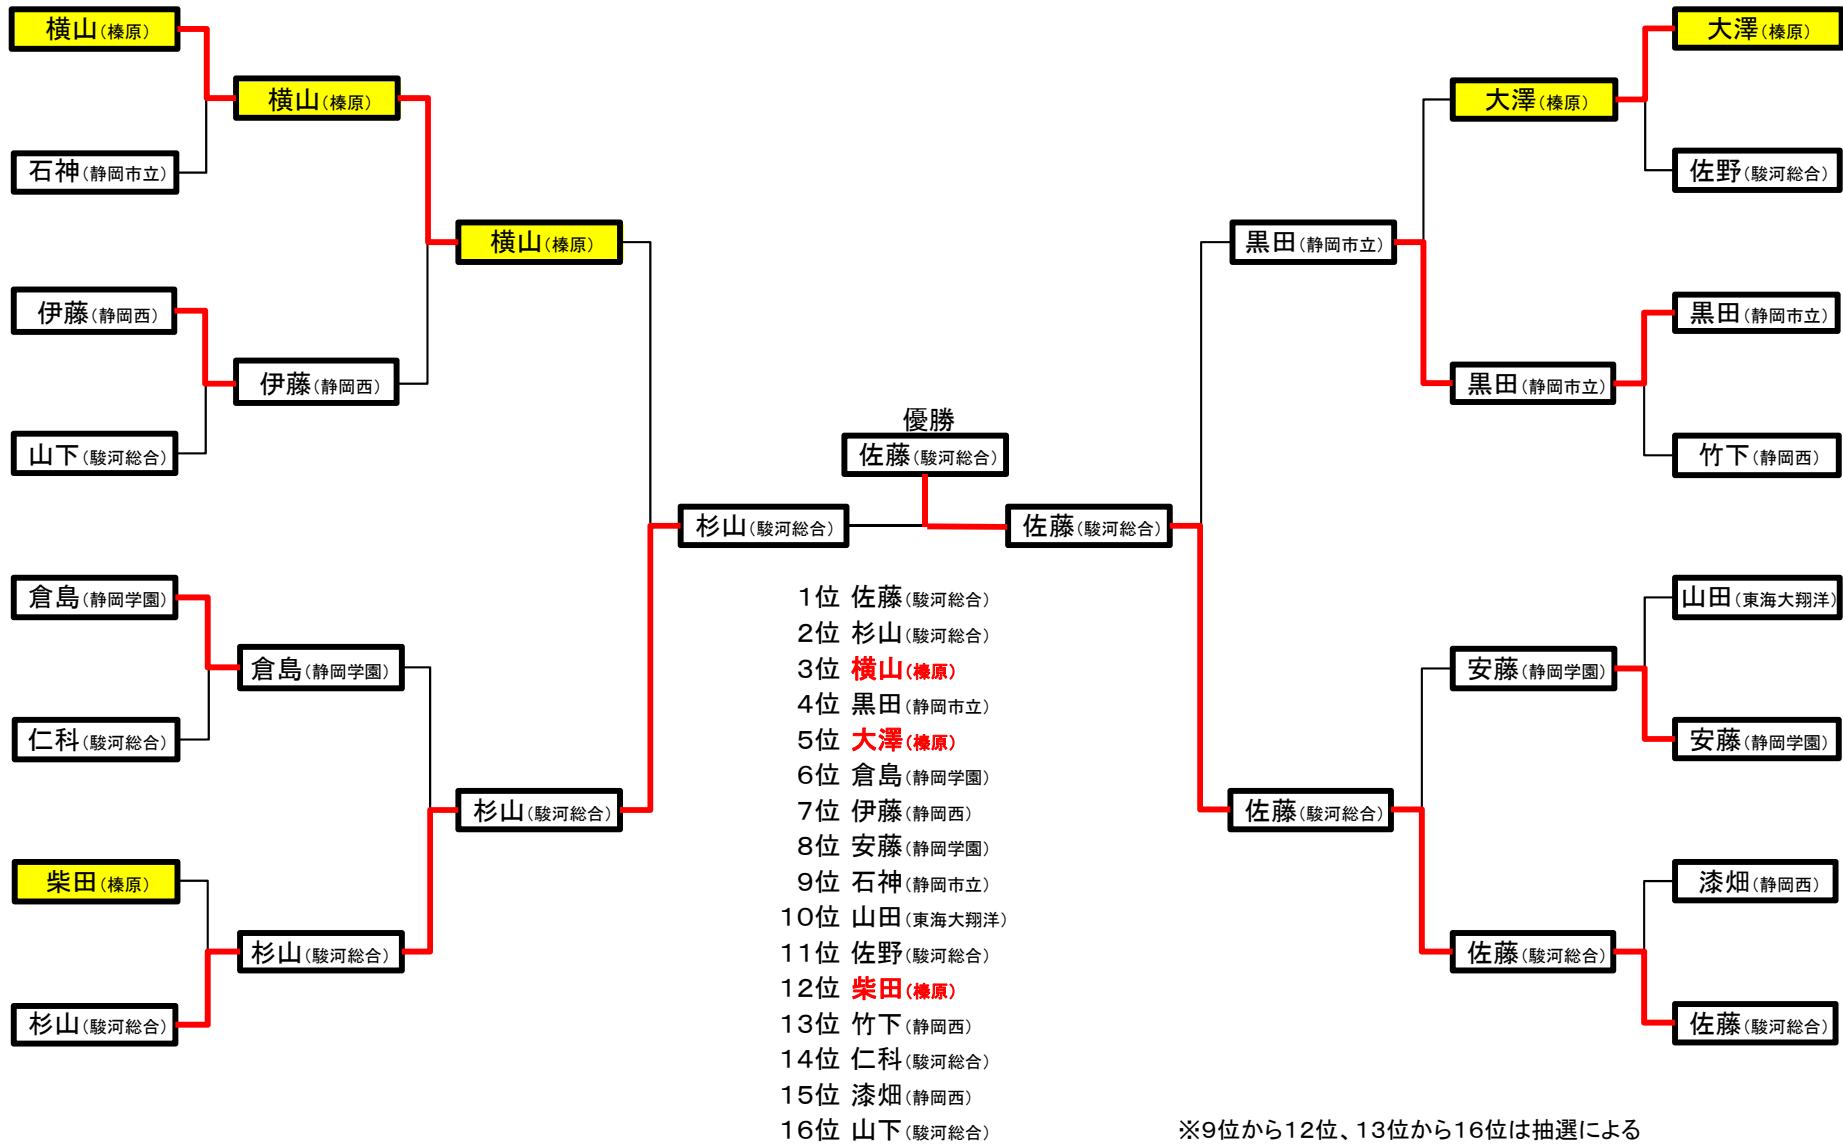 横山(榛原)
石神(静岡市立)
伊藤(静岡西)
山下(駿河総合)
倉島(静岡学園)
仁科(駿河総合)
柴田(榛原)
杉山(駿河総合)
横山(榛原)
伊藤(静岡西)
倉島(静岡学園)
杉山(駿河総合)
横山(榛原)
杉山(駿河総合)
杉山(駿河総合)
優勝
佐藤(駿河総合)
佐藤(駿河総合)
黒田(静岡市立)
佐藤(駿河総合)
大澤(榛原)
黒田(静岡市立)
安藤(静岡学園)
佐藤(駿河総合)
大澤(榛原)
佐野(駿河総合)
黒田(静岡市立)
竹下(静岡西)
山田(東海大翔洋)
安藤(静岡学園)
漆畑(静岡西)
佐藤(駿河総合)
1位 佐藤(駿河総合)
2位 杉山(駿河総合)
3位 横山(榛原)
4位 黒田(静岡市立)
5位 大澤(榛原)
6位 倉島(静岡学園)
7位 伊藤(静岡西)
8位 安藤(静岡学園)
9位 石神(静岡市立)
10位 山田(東海大翔洋)
11位 佐野(駿河総合)
12位 柴田(榛原)
13位 竹下(静岡西)
14位 仁科(駿河総合)
15位 漆畑(静岡西)
16位 山下(駿河総合)
※9位から12位、13位から16位は抽選による